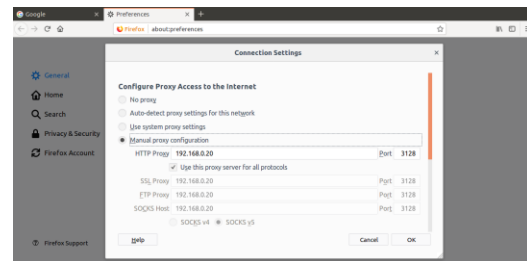 Google
Preferences
Firefox about:preferences
Connection Settings
General
Home
Search
Privacy & Security
Firefox Account
Firefox Support
Configure Proxy Access to the Internet
No proxy
Auto-detect proxy settings for this network
Use system proxy settings
Manual proxy configuration
HTTP Proxy 192.168.0.20 Port 3128
Use this proxy server for all protocols
SSL Proxy 192.168.0.20 Port 3128
FTP Proxy 192.168.0.20 Port 3128
SOCKS Host 192.168.0.20 Port 3128
SOCKS v4 SOCKS v5
Help Cancel OK